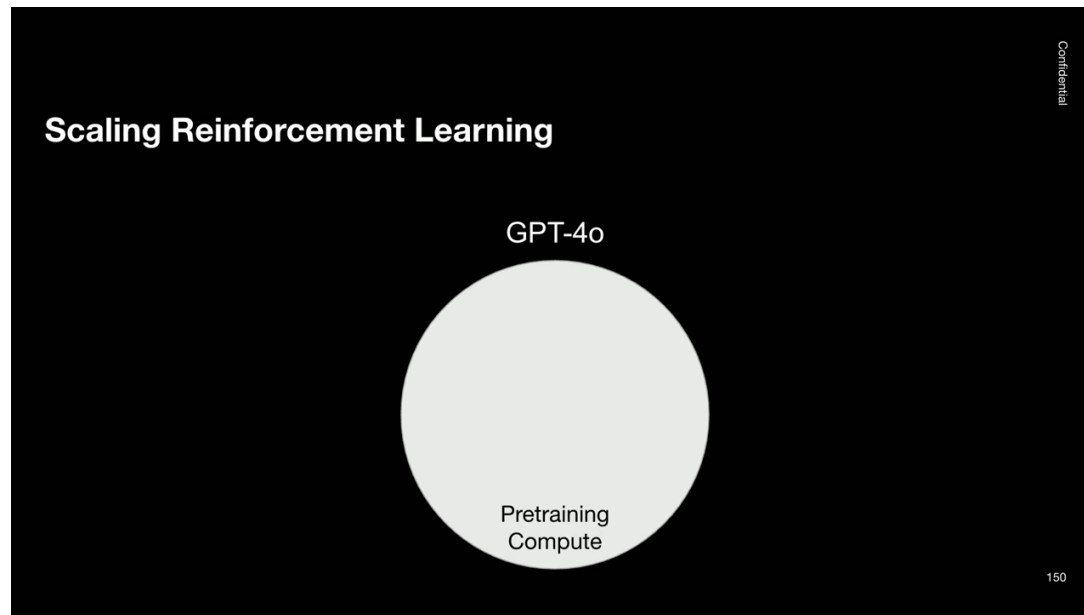 Confidential
Scaling Reinforcement Learning
GPT-4o
Pretraining
Compute
150